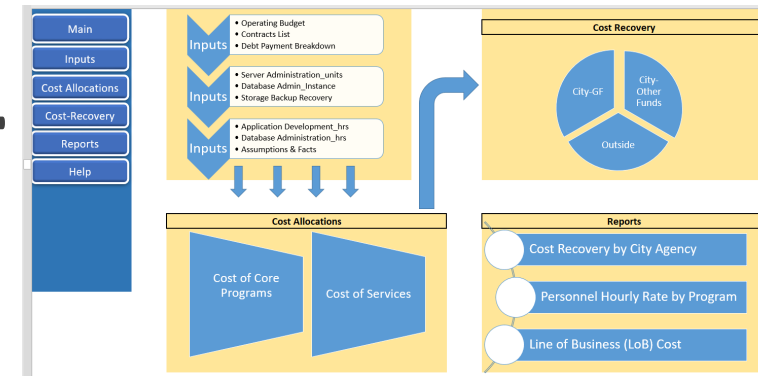 Main
Inputs
Cost Allocations
Cost-Recovery
Reports
Help
Inputs
• Operating Budget
• Contracts List
• Debt Payment Breakdown
Inputs
• Server Administration_units
• Database Admin_Instance
• Storage Backup Recovery
Inputs
• Application Development_hrs
• Database Administration_hrs
• Assumptions & Facts
Cost Recovery
City-GF
City-
Other
Funds
Outside
Cost Allocations
Cost of Core
Programs
Cost of Services
Reports
Cost Recovery by City Agency
Personnel Hourly Rate by Program
Line of Business (LoB) Cost